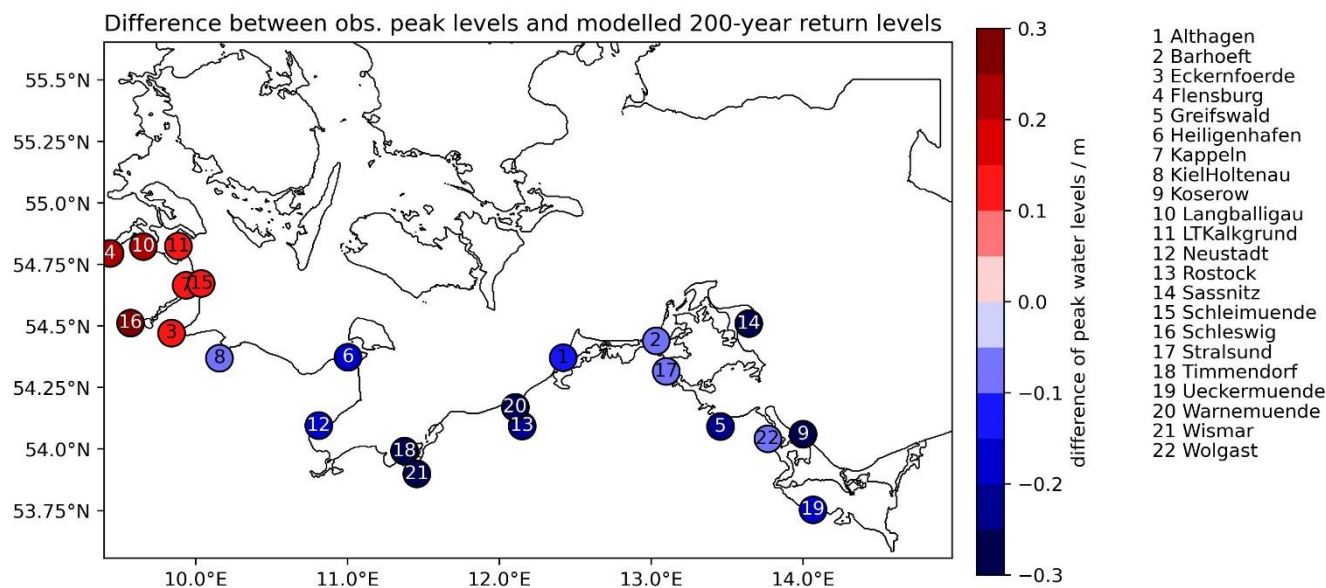 Difference between obs. peak levels and modelled 200-year return levels
55.5°N
55.25°N
55.0°N
54.75°N
54.5°N
54.25°N
54.0°N
53.75°N
10.0°E
11.0°E
12.0°E
13.0°E
14.0°E
4
10
11
7
15
16
3
8
6
12
18
21
20
13
1
2
17
14
5
22
9
19
0.3
0.2
0.1
0.0
−0.1
−0.2
−0.3
difference of peak water levels / m
1 Althagen
2 Barhoeft
3 Eckernfoerde
4 Flensburg
5 Greifswald
6 Heiligenhafen
7 Kappeln
8 KielHoltenau
9 Koserow
10 Langballigau
11 LTKalkgrund
12 Neustadt
13 Rostock
14 Sassnitz
15 Schleimuende
16 Schleswig
17 Stralsund
18 Timmendorf
19 Ueckermuende
20 Warnemuende
21 Wismar
22 Wolgast